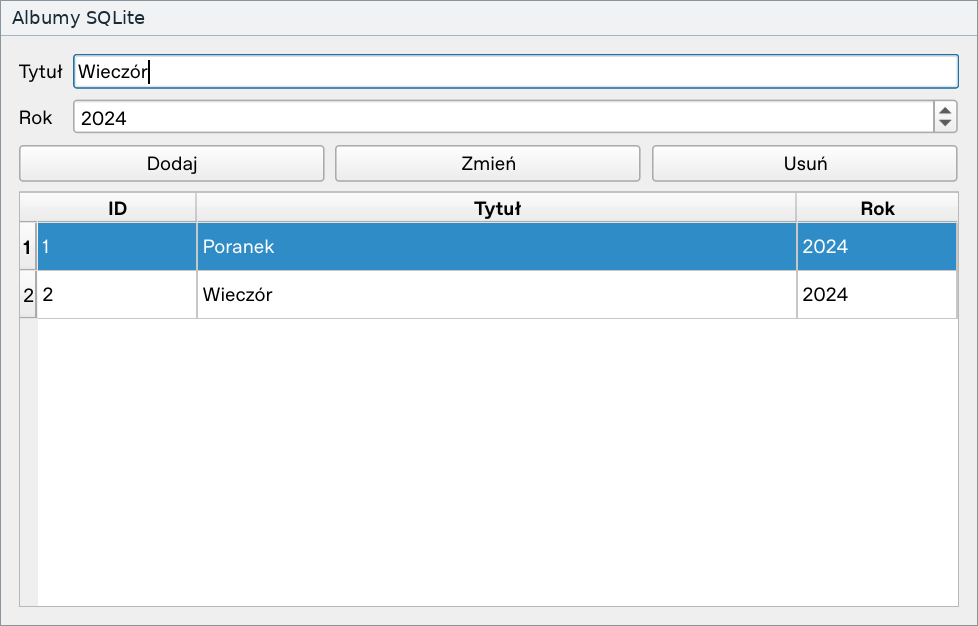 Albumy SQLite
Tytuł Wieczór
Rok 2024
Dodaj Zmień Usuń
ID Tytuł Rok
1 1 Poranek 2024
2 2 Wieczór 2024